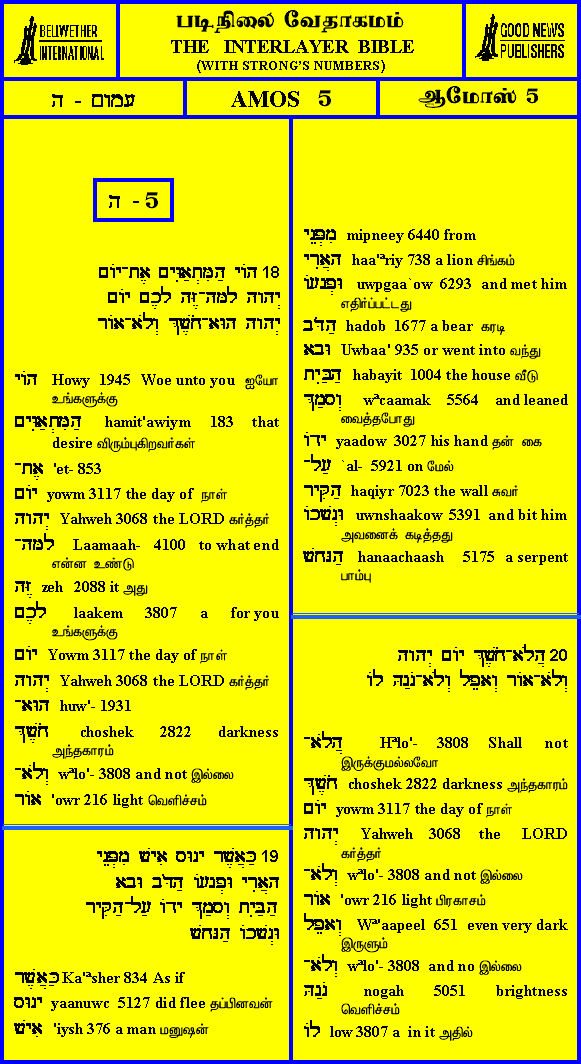 BELLWETHER
INTERNATIONAL
படிநிலை வேதாகமம்
THE INTERLAYER BIBLE
(WITH STRONG'S NUMBERS)
GOOD NEWS
PUBLISHERS
עמום - ה
AMOS 5
ஆமோஸ் 5
ה - 5
18 הוֹי הַמִּתְאַוִּים אֶת־יוֹם
יְהוָה לָמָּה־זֶּה לָכֶם יוֹם
יְהוָה הוּא־חֹשֶׁךְ וְלֹא־אוֹר
הוֹי Howy 1945 Woe unto you ஐயோ
உங்களுக்கு
הַמִּתְאַוִּים hamit'awiym 183 that
desire விரும்புகிறவர்கள்
אֶת־ 'et- 853
יוֹם yowm 3117 the day of நாள்
יְהוָה Yahweh 3068 the LORD கர்த்தர்
לָמָּה־ Laamaah- 4100 to what end
என்ன உண்டு
זֶּה zeh 2088 it அது
לָכֶם laakem 3807 a for you
உங்களுக்கு
יוֹם Yowm 3117 the day of நாள்
יְהוָה Yahweh 3068 the LORD கர்த்தர்
הוּא־ huw'- 1931
חֹשֶׁךְ choshek 2822 darkness
அந்தகாரம்
וְלֹא־ wᵊlo'- 3808 and not இல்லை
אוֹר 'owr 216 light வெளிச்சம்
19 כַּאֲשֶׁר יָנוּס אִישׁ מִפְּנֵי
הָאֲרִי וּפְגָעוֹ הַדֹּב וּבָא
הַבַּיִת וְסָמַךְ יָדוֹ עַל־הַקִּיר
וּנְשָׁכוֹ הַנָּחָשׁ
כַּאֲשֶׁר Ka'ᵃsher 834 As if
יָנוּס yaanuwc 5127 did flee தப்பினவன்
אִישׁ 'iysh 376 a man மனுஷன்
מִפְּנֵי mipneey 6440 from
הָאֲרִי haa'ᵃriy 738 a lion சிங்கம்
וּפְגָעוֹ uwpgaa`ow 6293 and met him
எதிர்ப்பட்டது
הַדֹּב hadob 1677 a bear கரடி
וּבָא Uwbaa' 935 or went into வந்து
הַבַּיִת habayit 1004 the house வீடு
וְסָמַךְ wᵊcaamak 5564 and leaned
வைத்தபோது
יָדוֹ yaadow 3027 his hand தன் கை
עַל־ `al- 5921 on மேல்
הַקִּיר haqiyr 7023 the wall சுவர்
וּנְשָׁכוֹ uwnshaakow 5391 and bit him
அவனைக் கடித்தது
הַנָּחָשׁ hanaachaash 5175 a serpent
பாம்பு
20 הֲלֹא־חֹשֶׁךְ יוֹם יְהוָה
וְלֹא־אוֹר וְאָפֵל וְלֹא־נֹגַהּ לוֹ
הֲלֹא־ Hᵃlo'- 3808 Shall not
இருக்குமல்லவோ
חֹשֶׁךְ choshek 2822 darkness அந்தகாரம்
יוֹם yowm 3117 the day of நாள்
יְהוָה Yahweh 3068 the LORD
கர்த்தர்
וְלֹא־ wᵊlo'- 3808 and not இல்லை
אוֹר 'owr 216 light பிரகாசம்
וְאָפֵל Wᵊ'aapeel 651 even very dark
இருளும்
וְלֹא־ wᵊlo'- 3808 and no இல்லை
נֹגַהּ nogah 5051 brightness
வெளிச்சம்
לוֹ low 3807 a in it அதில்